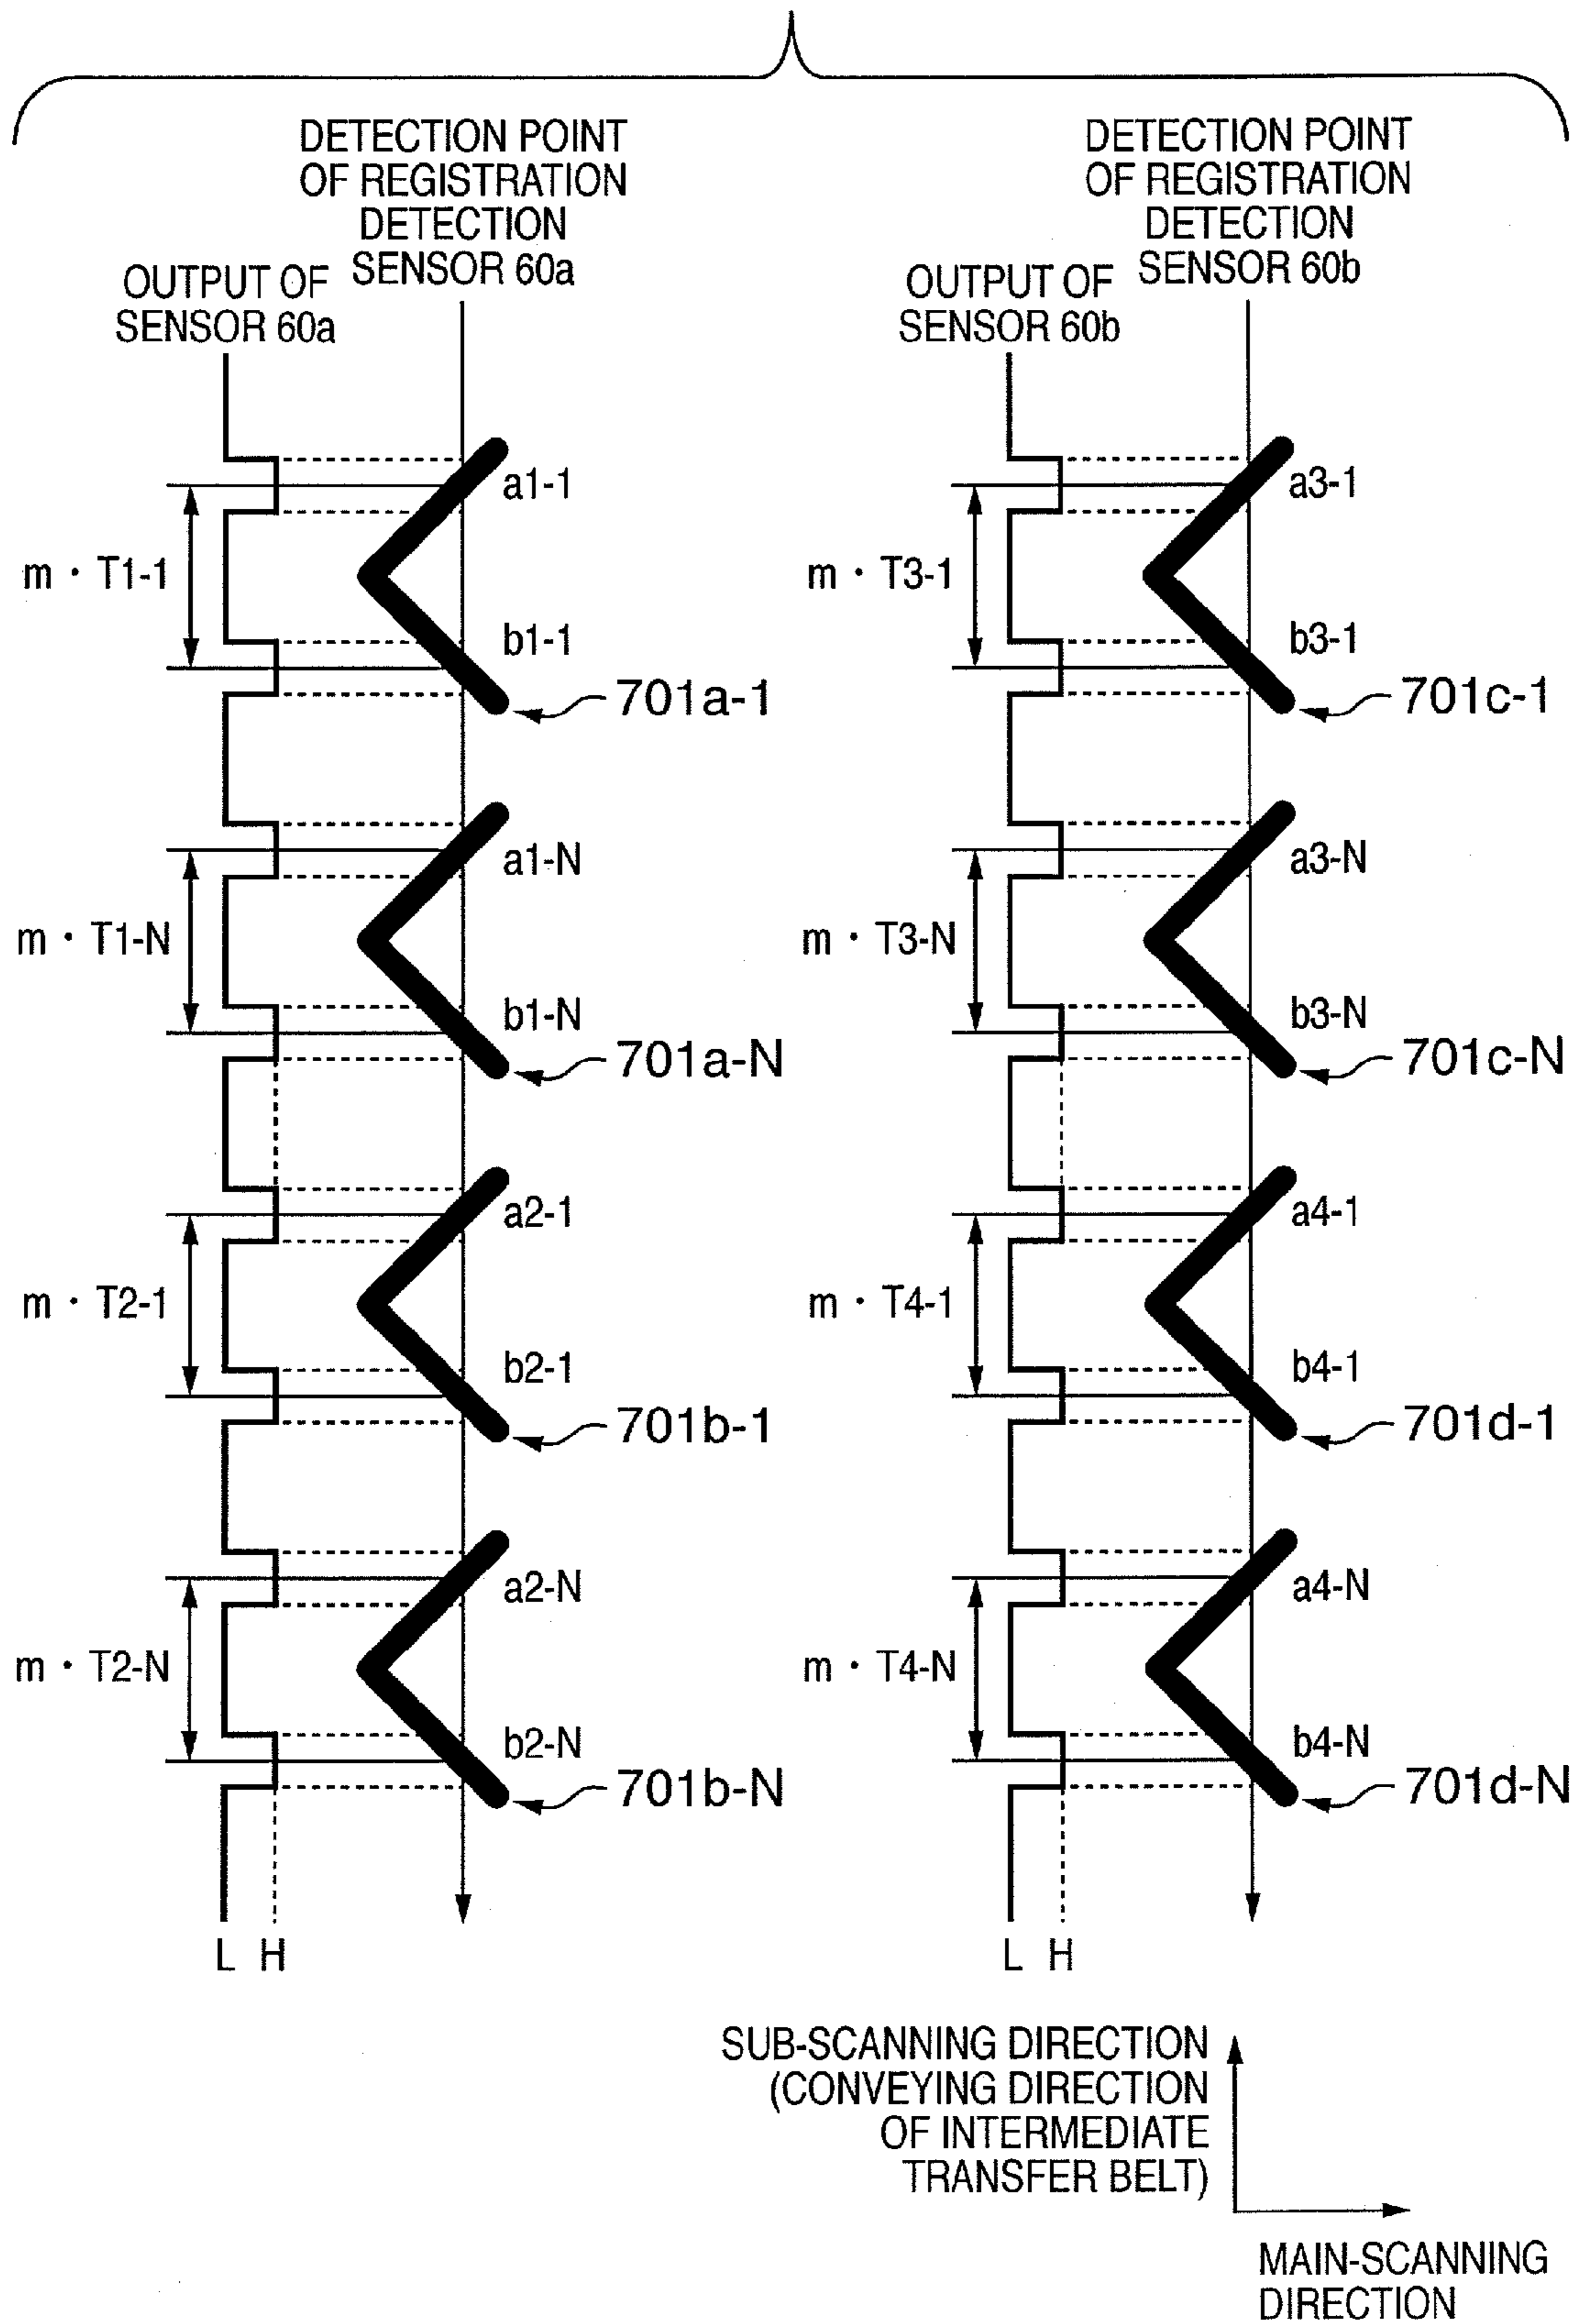 DETECTION POINT
OF REGISTRATION
DETECTION
SENSOR 60a
OUTPUT OF
SENSOR 60a
a1-1
m · T1-1
b1-1
701a-1
a1-N
m · T1-N
b1-N
701a-N
a2-1
m · T2-1
b2-1
701b-1
a2-N
m · T2-N
b2-N
701b-N
L H
DETECTION POINT
OF REGISTRATION
DETECTION
SENSOR 60b
OUTPUT OF
SENSOR 60b
a3-1
m · T3-1
b3-1
701c-1
a3-N
m · T3-N
b3-N
701c-N
a4-1
m · T4-1
b4-1
701d-1
a4-N
m · T4-N
b4-N
701d-N
L H
SUB-SCANNING DIRECTION
(CONVEYING DIRECTION
OF INTERMEDIATE
TRANSFER BELT)
MAIN-SCANNING
DIRECTION